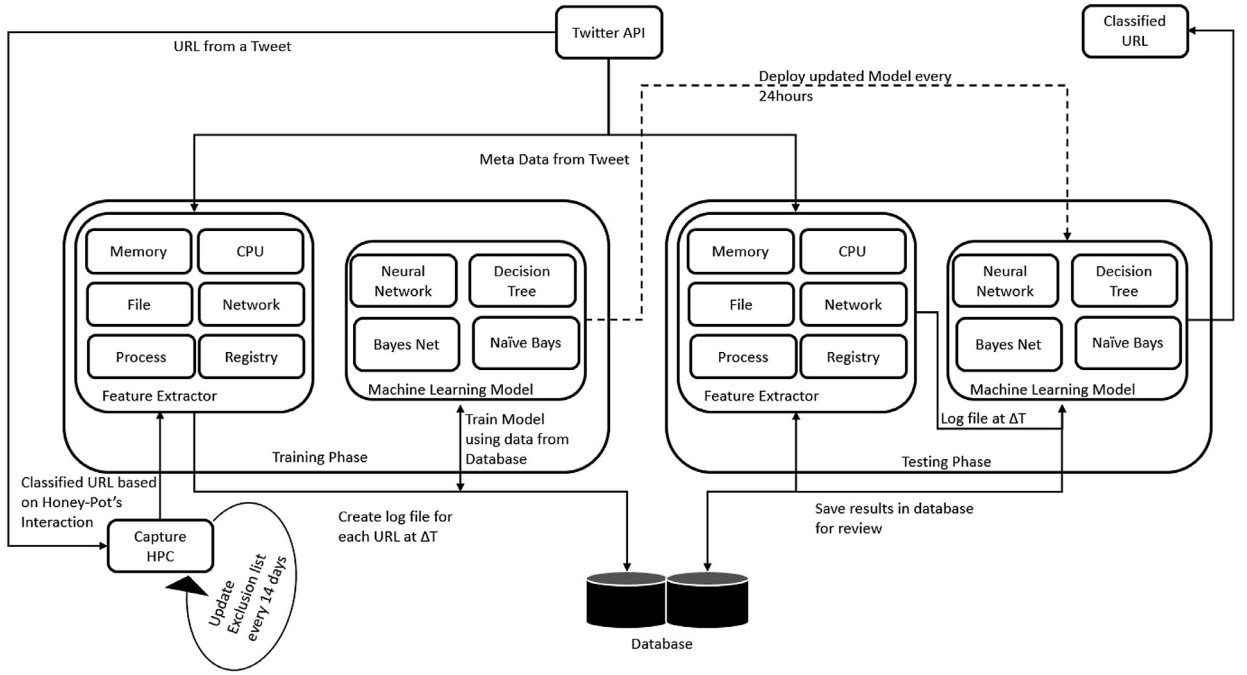 Twitter API
Classified
URL
URL from a Tweet
Deploy updated Model every
24hours
Meta Data from Tweet
Memory
CPU
File
Network
Process
Registry
Feature Extractor
Neural
Network
Decision
Tree
Bayes Net
Naïve Bays
Machine Learning Model
Train Model
using data from
Database
Training Phase
Memory
CPU
File
Network
Process
Registry
Feature Extractor
Neural
Network
Decision
Tree
Bayes Net
Naïve Bays
Machine Learning Model
Log file at ΔT
Testing Phase
Classified URL based
on Honey-Pot's
Interaction
Capture
HPC
Update
Exclusion list
every 14 days
Create log file for
each URL at ΔT
Save results in database
for review
Database